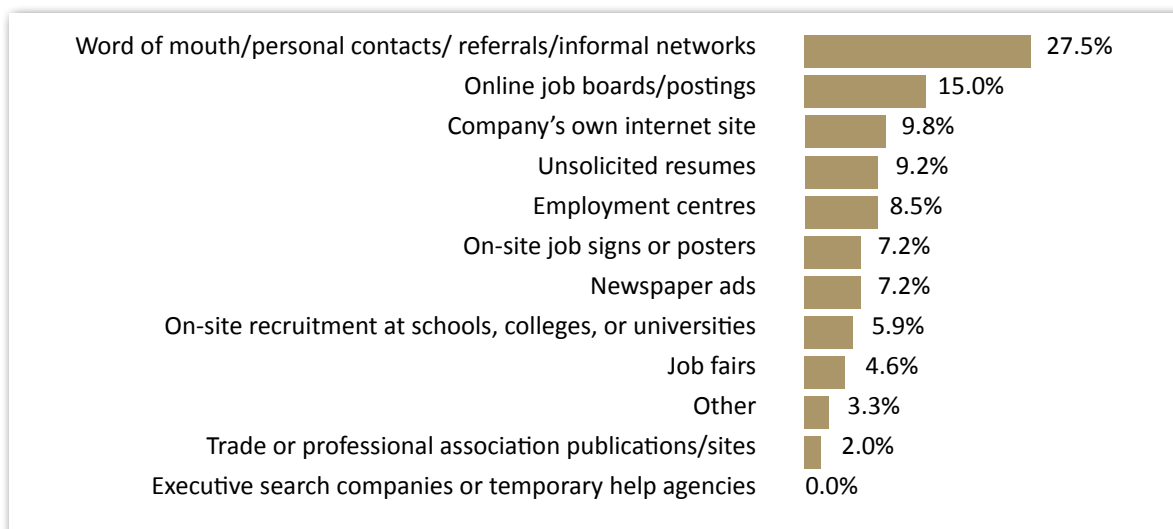 Word of mouth/personal contacts/ referrals/informal networks 27.5%
Online job boards/postings 15.0%
Company’s own internet site 9.8%
Unsolicited resumes 9.2%
Employment centres 8.5%
On-site job signs or posters 7.2%
Newspaper ads 7.2%
On-site recruitment at schools, colleges, or universities 5.9%
Job fairs 4.6%
Other 3.3%
Trade or professional association publications/sites 2.0%
Executive search companies or temporary help agencies 0.0%